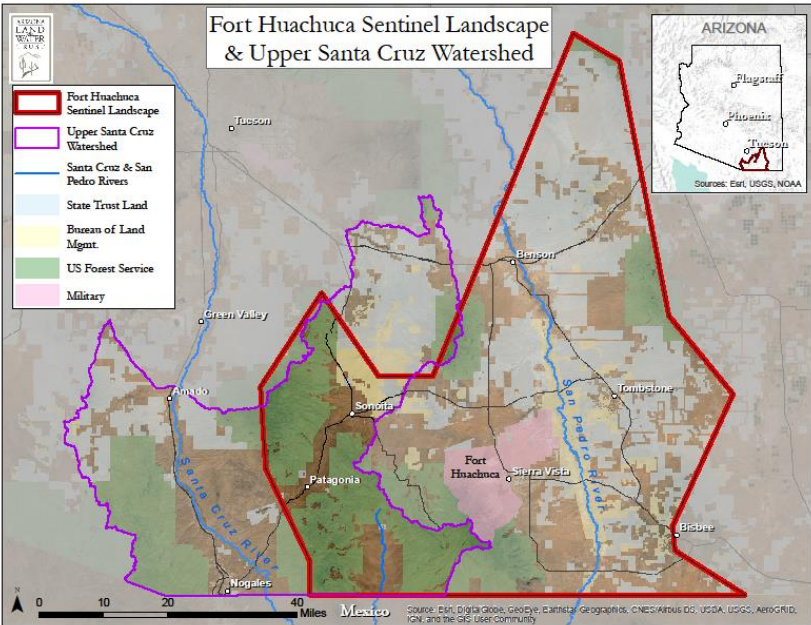 ARIZONA
LAND
WATER
TRUST
Fort Huachuca Sentinel Landscape
& Upper Santa Cruz Watershed
Fort Huachuca
Sentinel Landscape
Upper Santa Cruz
Watershed
Santa Cruz & San
Pedro Rivers
State Trust Land
Bureau of Land
Mgmt.
US Forest Service
Military
ARIZONA
Flagstaff
Phoenix
Tucson
Sources: Esri, USGS, NOAA
Tucson
Benson
Green Valley
Amado
Sonoita
Tombstone
San Pedro River
Fort
Huachuca
Sierra Vista
Patagonia
Santa Cruz River
Bisbee
Nogales
N
0 10 20 40
Miles
Mexico
Source: Esri, DigitalGlobe, GeoEye, Earthstar Geographics, CNES/Airbus DS, USDA, USGS, AeroGRID,
IGN, and the GIS User Community